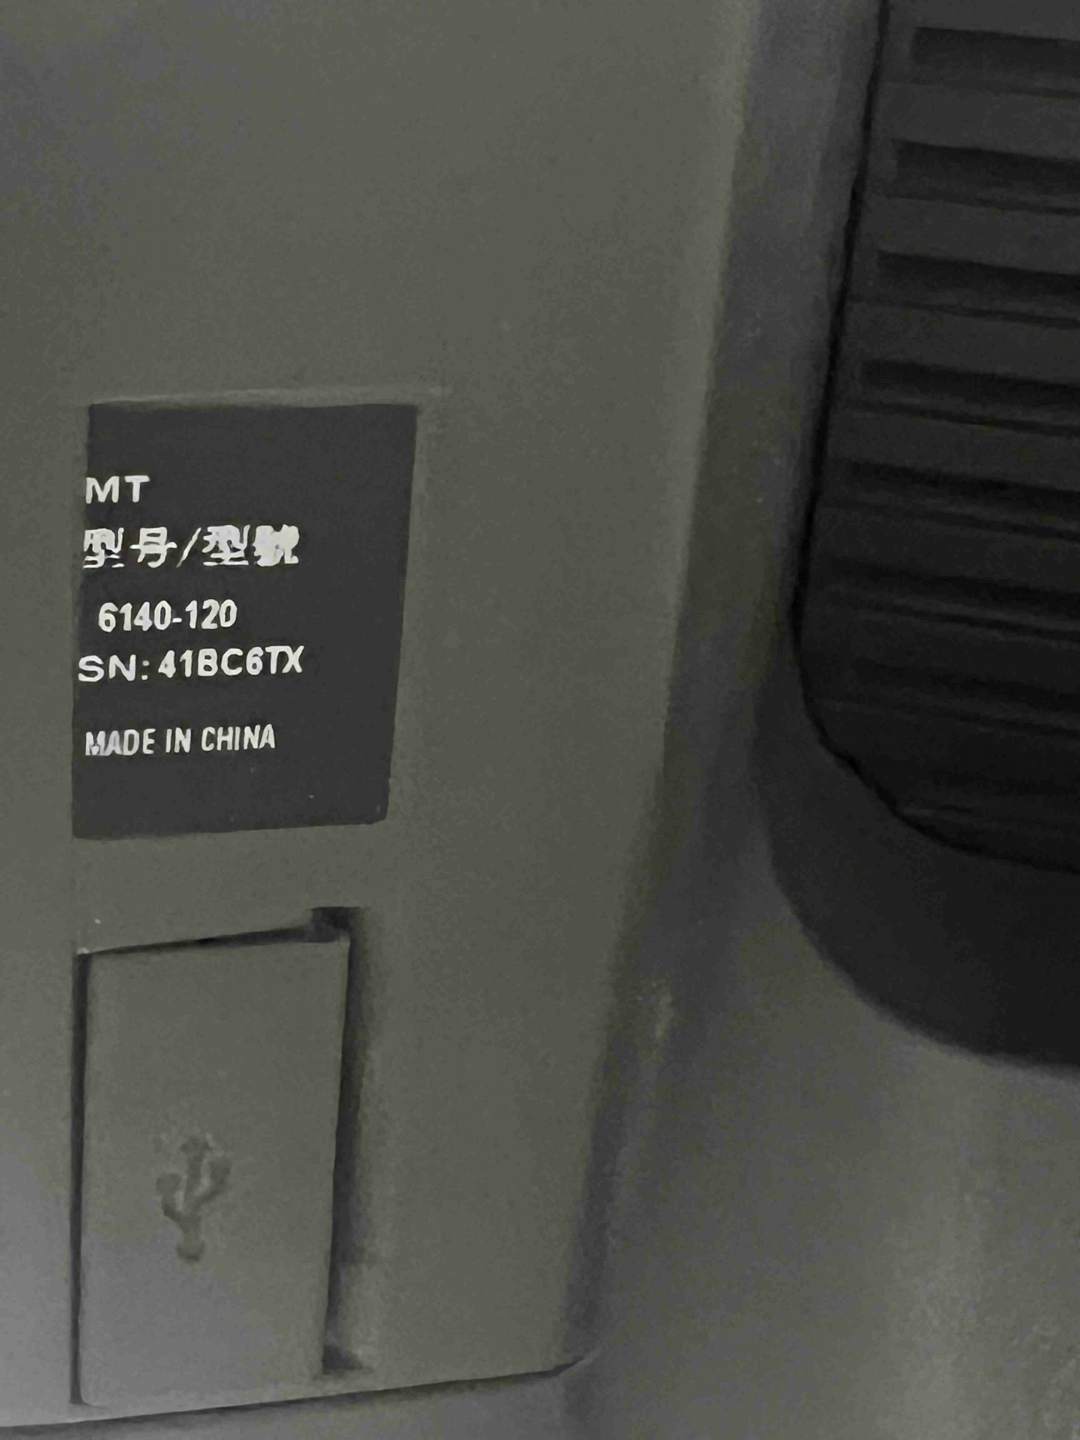 MT
型号/型號
6140-120
SN: 41BC6TX
MADE IN CHINA